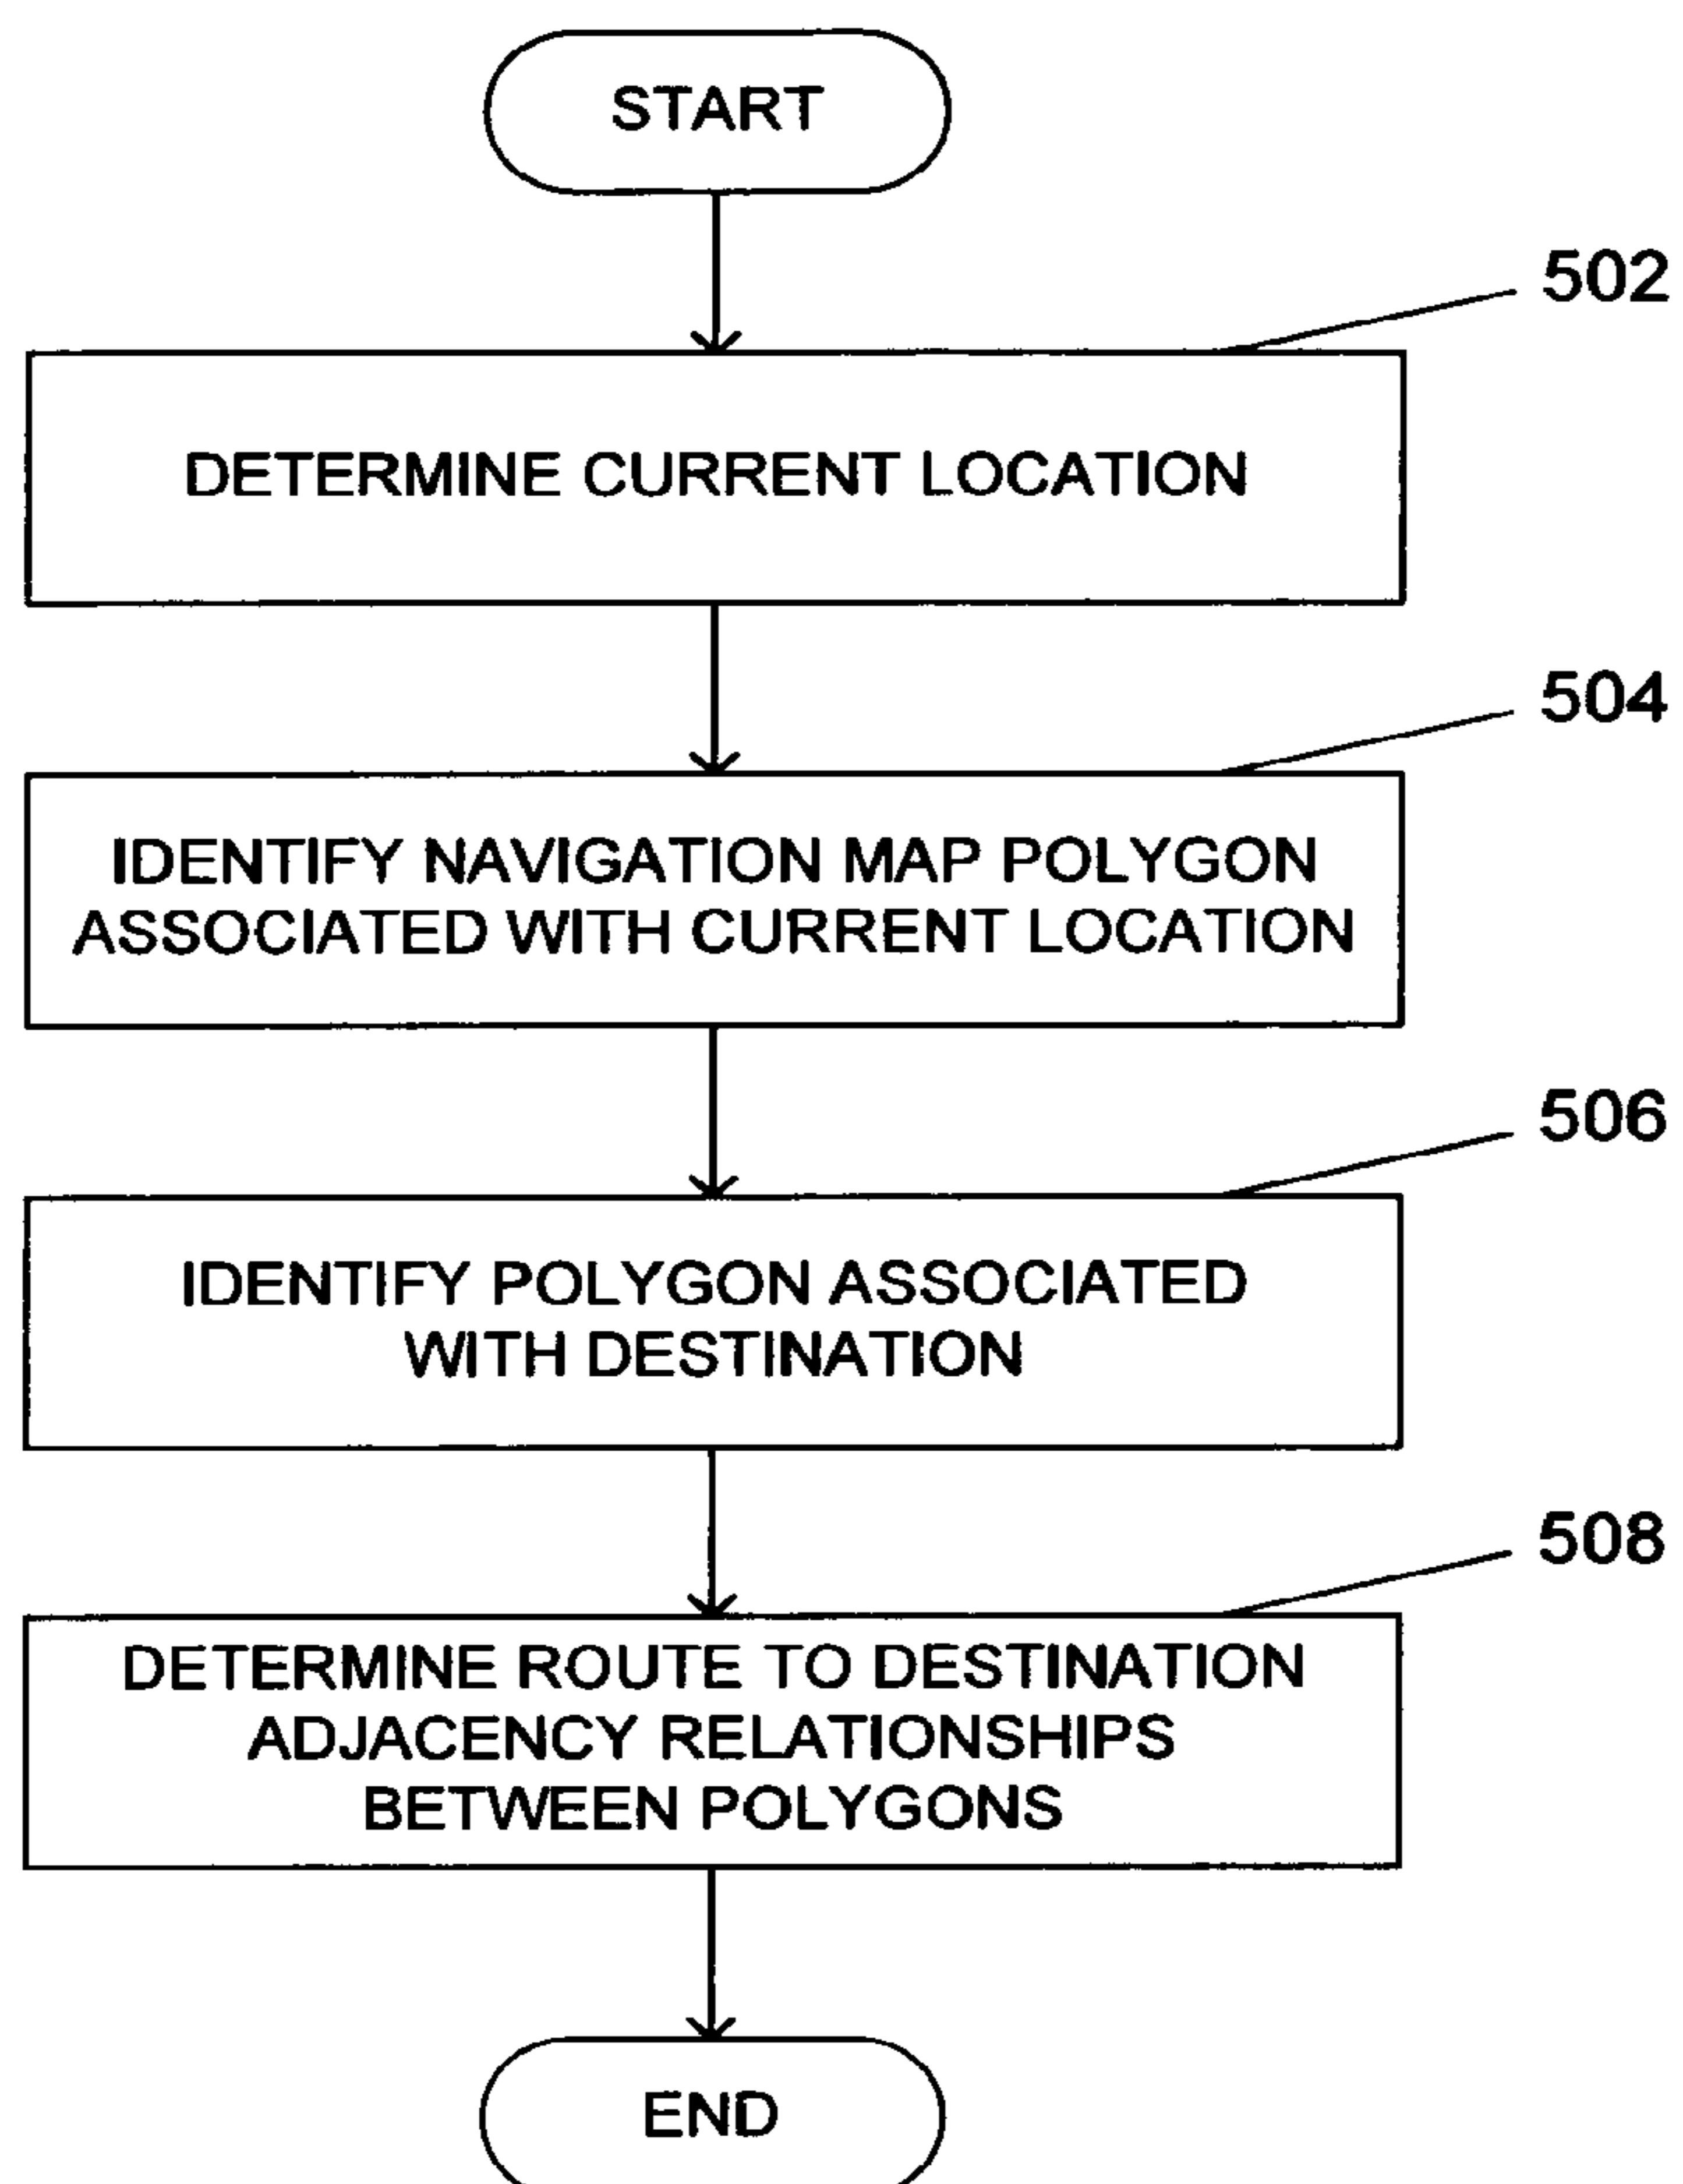 START
502
DETERMINE CURRENT LOCATION
504
IDENTIFY NAVIGATION MAP POLYGON
ASSOCIATED WITH CURRENT LOCATION
506
IDENTIFY POLYGON ASSOCIATED
WITH DESTINATION
508
DETERMINE ROUTE TO DESTINATION
ADJACENCY RELATIONSHIPS
BETWEEN POLYGONS
END